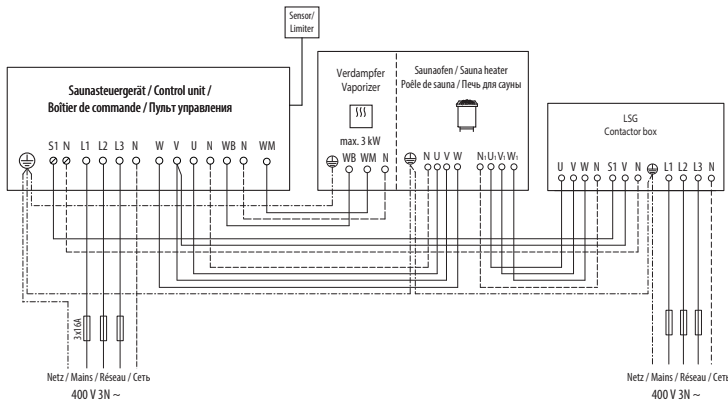 Sensor/
Limiter
Saunasteuergerät / Control unit /
Boîtier de commande / Пульт управления
S1 N L1 L2 L3 N W V U N WB N WM
Verdampfer
Vaporizer
max. 3 kW
WB WM N
Saunaofen / Sauna heater
Poêle de sauna / Печь для сауны
N U V W N1 U1 V1 W1
LSG
Contactor box
U V W N S1 V N L1 L2 L3 N
3x16A
Netz / Mains / Réseau / Сеть
400 V 3N ~
Netz / Mains / Réseau / Сеть
400 V 3N ~